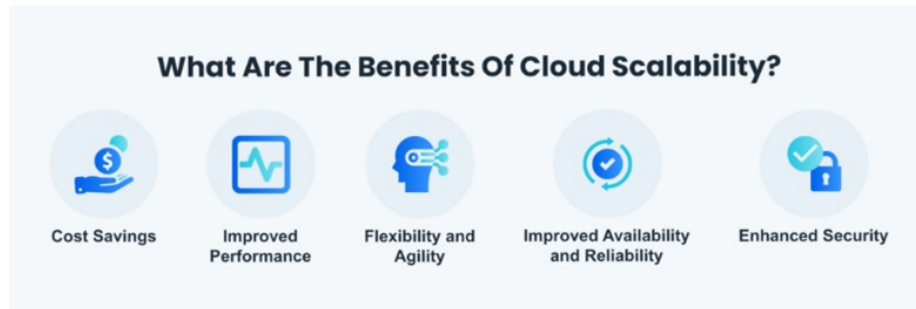 What Are The Benefits Of Cloud Scalability?
$
Cost Savings
Improved
Performance
Flexibility and
Agility
Improved Availability
and Reliability
Enhanced Security